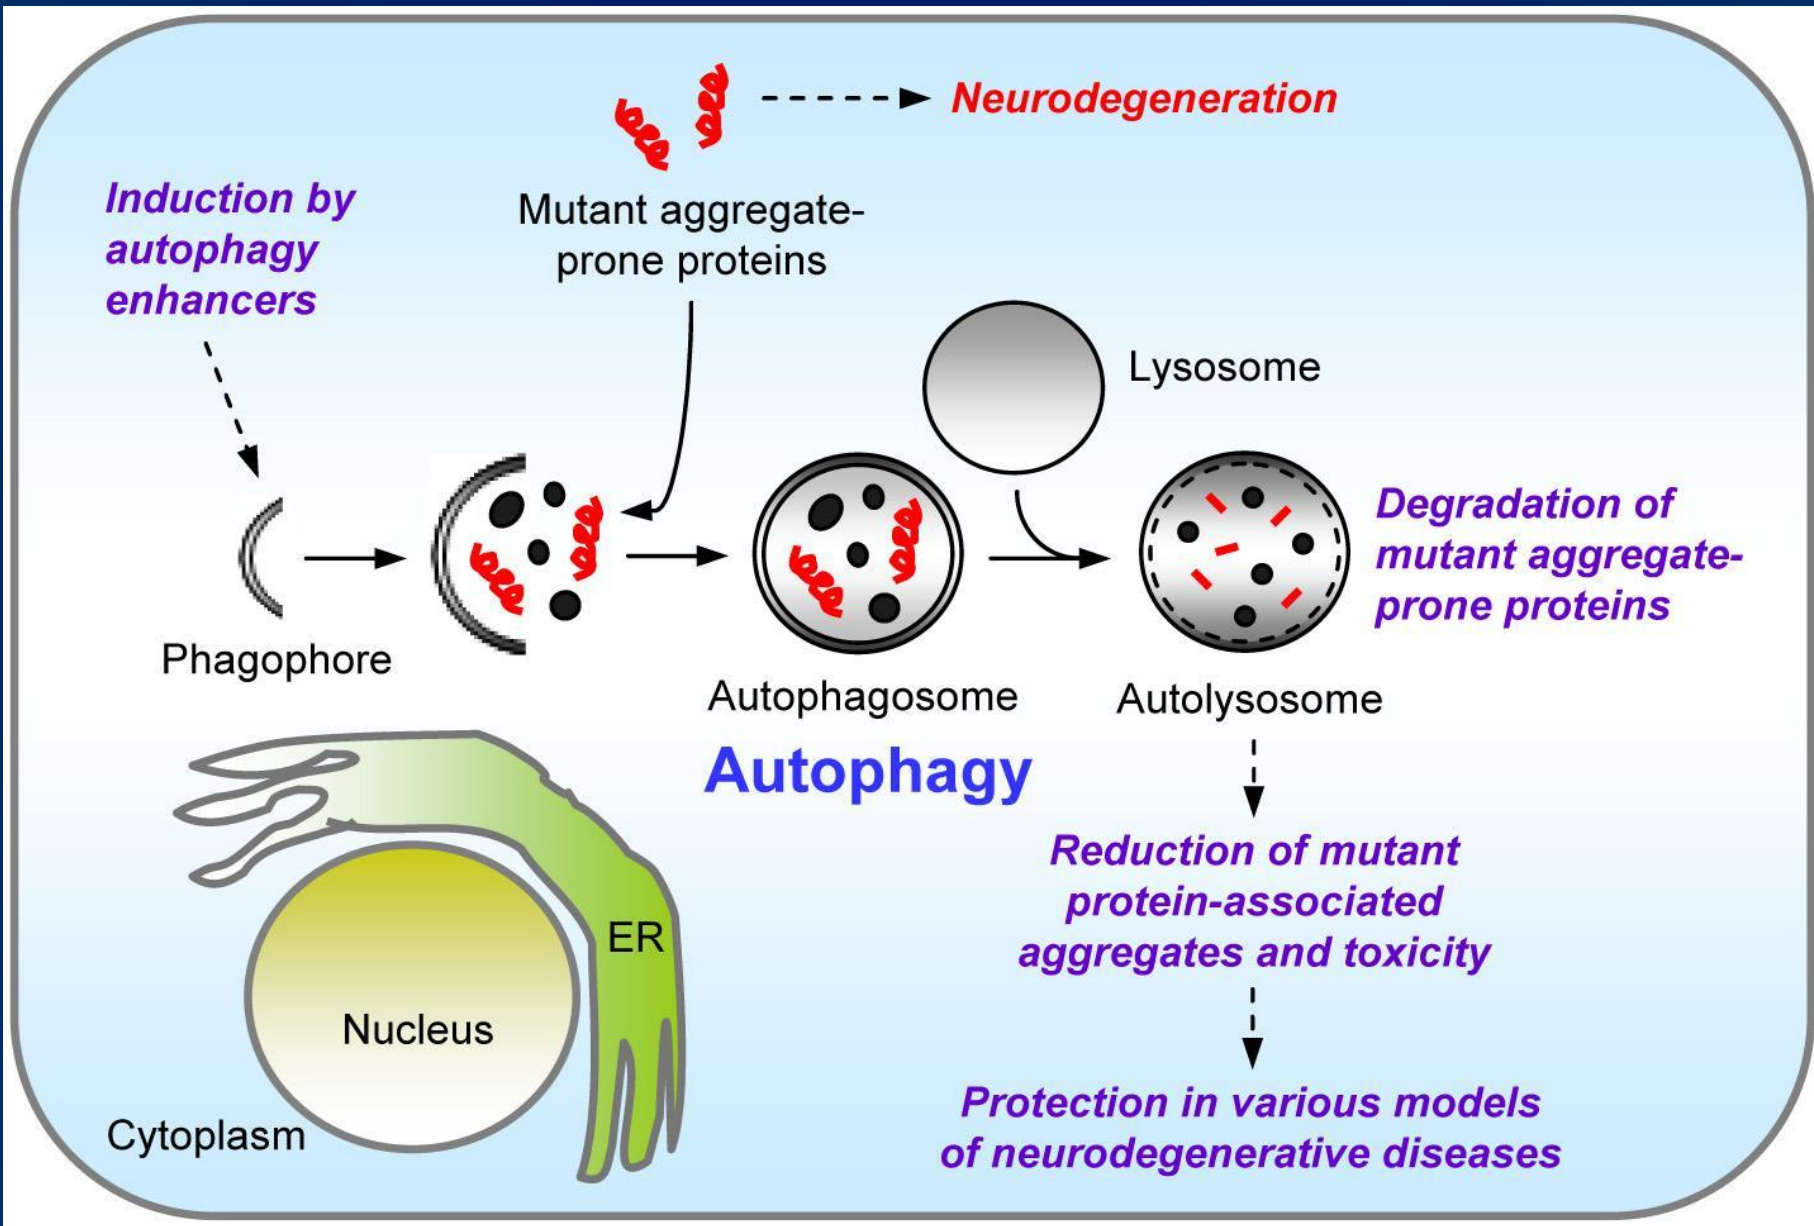 Neurodegeneration
Induction by
autophagy
enhancers
Mutant aggregate-
prone proteins
Lysosome
Degradation of
mutant aggregate-
prone proteins
Phagophore
Autophagosome
Autolysosome
Autophagy
Reduction of mutant
protein-associated
aggregates and toxicity
ER
Nucleus
Cytoplasm
Protection in various models
of neurodegenerative diseases